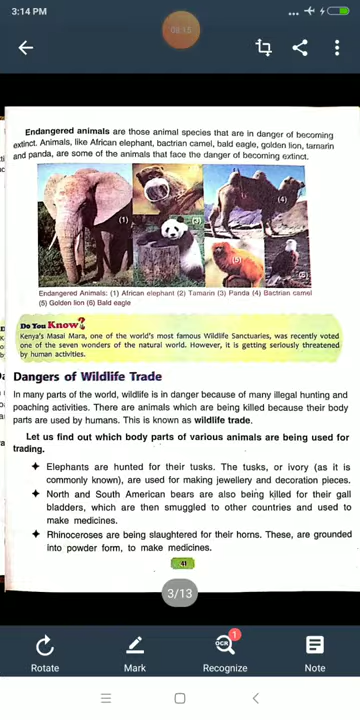 3:14 PM
09:15
Endangered animals are those animal species that are in danger of becoming
extinct. Animals, like African elephant, bactrian camel, bald eagle, golden lion, tamarin
and panda, are some of the animals that face the danger of becoming extinct.
(1)
(3)
(4)
(5)
(6)
Endangered Animals: (1) African elephant (2) Tamarin (3) Panda (4) Bactrian camel
(5) Golden lion (6) Bald eagle
Do You Know?
Kenya's Masai Mara, one of the world's most famous Wildlife Sanctuaries, was recently voted
one of the seven wonders of the natural world. However, it is getting seriously threatened
by human activities.
Dangers of Wildlife Trade
In many parts of the world, wildlife is in danger because of many illegal hunting and
poaching activities. There are animals which are being killed because their body
parts are used by humans. This is known as wildlife trade.
Let us find out which body parts of various animals are being used for
trading.
Elephants are hunted for their tusks. The tusks, or ivory (as it is
commonly known), are used for making jewellery and decoration pieces.
North and South American bears are also being killed for their gall
bladders, which are then smuggled to other countries and used to
make medicines.
Rhinoceroses are being slaughtered for their horns. These, are grounded
into powder form, to make medicines.
41
3/13
OCR
1
Rotate
Mark
Recognize
Note